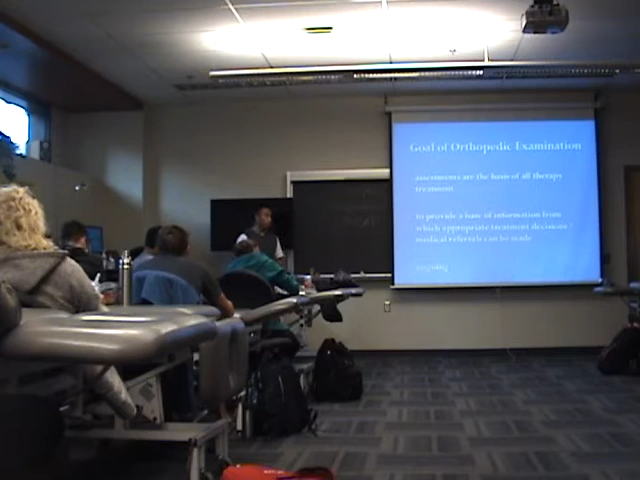 Goal of Orthopedic Examination
assessments are the basis of all therapy
treatment
to provide a base of information from
which appropriate treatment decisions /
medical referrals can be made
ongoing